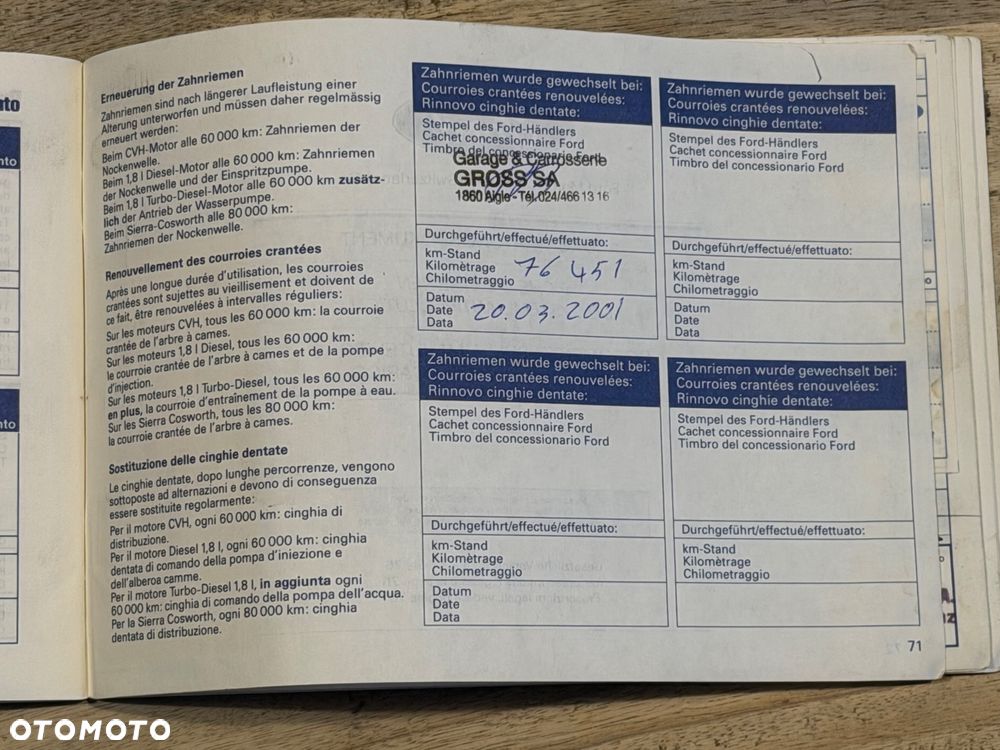 Erneuerung der Zahnriemen
Zahnriemen sind nach längerer Laufleistung einer
Alterung unterworfen und müssen daher regelmässig
erneuert werden:
Beim CVH-Motor alle 60 000 km: Zahnriemen der
Nockenwelle.
Beim 1,8 l Diesel-Motor alle 60 000 km: Zahnriemen
der Nockenwelle und der Einspritzpumpe.
Beim 1,8 l Turbo-Diesel-Motor alle 60 000 km zusätz-
lich der Antrieb der Wasserpumpe.
Beim Sierra-Cosworth alle 80 000 km:
Zahnriemen der Nockenwelle.
Renouvellement des courroies crantées
Après une longue durée d'utilisation, les courroies
crantées sont sujettes au vieillissement et doivent de
ce fait, être renouvelées à intervalles réguliers:
Sur les moteurs CVH, tous les 60 000 km: la courroie
crantée de l'arbre à cames.
Sur les moteurs 1,8 l Diesel, tous les 60 000 km:
le courroie crantée de l'arbre à cames et de la pompe
d'injection.
Sur les moteurs 1,8 l Turbo-Diesel, tous les 60 000 km:
en plus, la courroie d'entraînement de la pompe à eau.
Sur les Sierra Cosworth, tous les 80 000 km:
la courroie crantée de l'arbre à cames.
Sostituzione delle cinghie dentate
Le cinghie dentate, dopo lunghe percorrenze, vengono
sottoposte ad alternazioni e devono di conseguenza
essere sostituite regolarmente:
Per il motore CVH, ogni 60 000 km: cinghia di
distribuzione.
Per il motore Diesel 1,8 l, ogni 60 000 km: cinghia
dentata di comando della pompa d'iniezione e
dell'alberoa camme.
Per il motore Turbo-Diesel 1,8 l, in aggiunta ogni
60 000 km: cinghia di comando della pompa dell'acqua.
Per la Sierra Cosworth, ogni 80 000 km: cinghia
dentata di distribuzione.
Zahnriemen wurde gewechselt bei:
Courroies crantées renouvelées:
Rinnovo cinghie dentate:
Stempel des Ford-Händlers
Cachet concessionnaire Ford
Timbro del concessionario Ford
Garage & Carrosserie
GROSS SA
1860 Aigle - Tél. 024/466 13 16
Durchgeführt/effectué/effettuato:
km-Stand
Kilomètrage 76 451
Chilometraggio
Datum
Date 20.03.2001
Data
Zahnriemen wurde gewechselt bei:
Courroies crantées renouvelées:
Rinnovo cinghie dentate:
Stempel des Ford-Händlers
Cachet concessionnaire Ford
Timbro del concessionario Ford
Durchgeführt/effectué/effettuato:
km-Stand
Kilomètrage
Chilometraggio
Datum
Date
Data
Zahnriemen wurde gewechselt bei:
Courroies crantées renouvelées:
Rinnovo cinghie dentate:
Stempel des Ford-Händlers
Cachet concessionnaire Ford
Timbro del concessionario Ford
Durchgeführt/effectué/effettuato:
km-Stand
Kilomètrage
Chilometraggio
Datum
Date
Data
Zahnriemen wurde gewechselt bei:
Courroies crantées renouvelées:
Rinnovo cinghie dentate:
Stempel des Ford-Händlers
Cachet concessionnaire Ford
Timbro del concessionario Ford
Durchgeführt/effectué/effettuato:
km-Stand
Kilomètrage
Chilometraggio
Datum
Date
Data
71
OTOMOTO